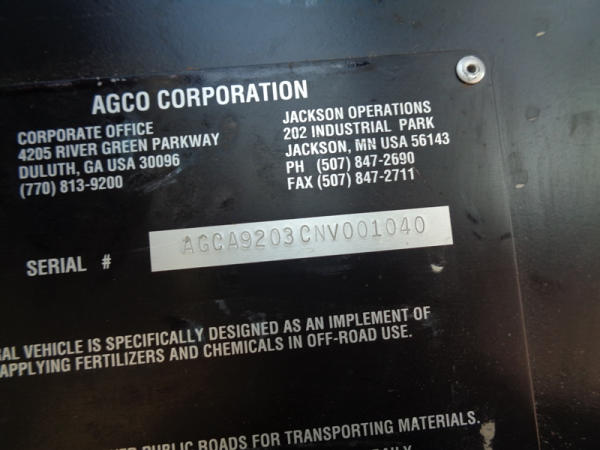 AGCO CORPORATION
CORPORATE OFFICE
4205 RIVER GREEN PARKWAY
DULUTH, GA USA 30096
(770) 813-9200
JACKSON OPERATIONS
202 INDUSTRIAL PARK
JACKSON, MN USA 56143
PH (507) 847-2690
FAX (507) 847-2711
SERIAL # AGCA9203CNV001040
VEHICLE IS SPECIFICALLY DESIGNED AS AN IMPLEMENT OF
APPLYING FERTILIZERS AND CHEMICALS IN OFF-ROAD USE.
PUBLIC ROADS FOR TRANSPORTING MATERIALS.